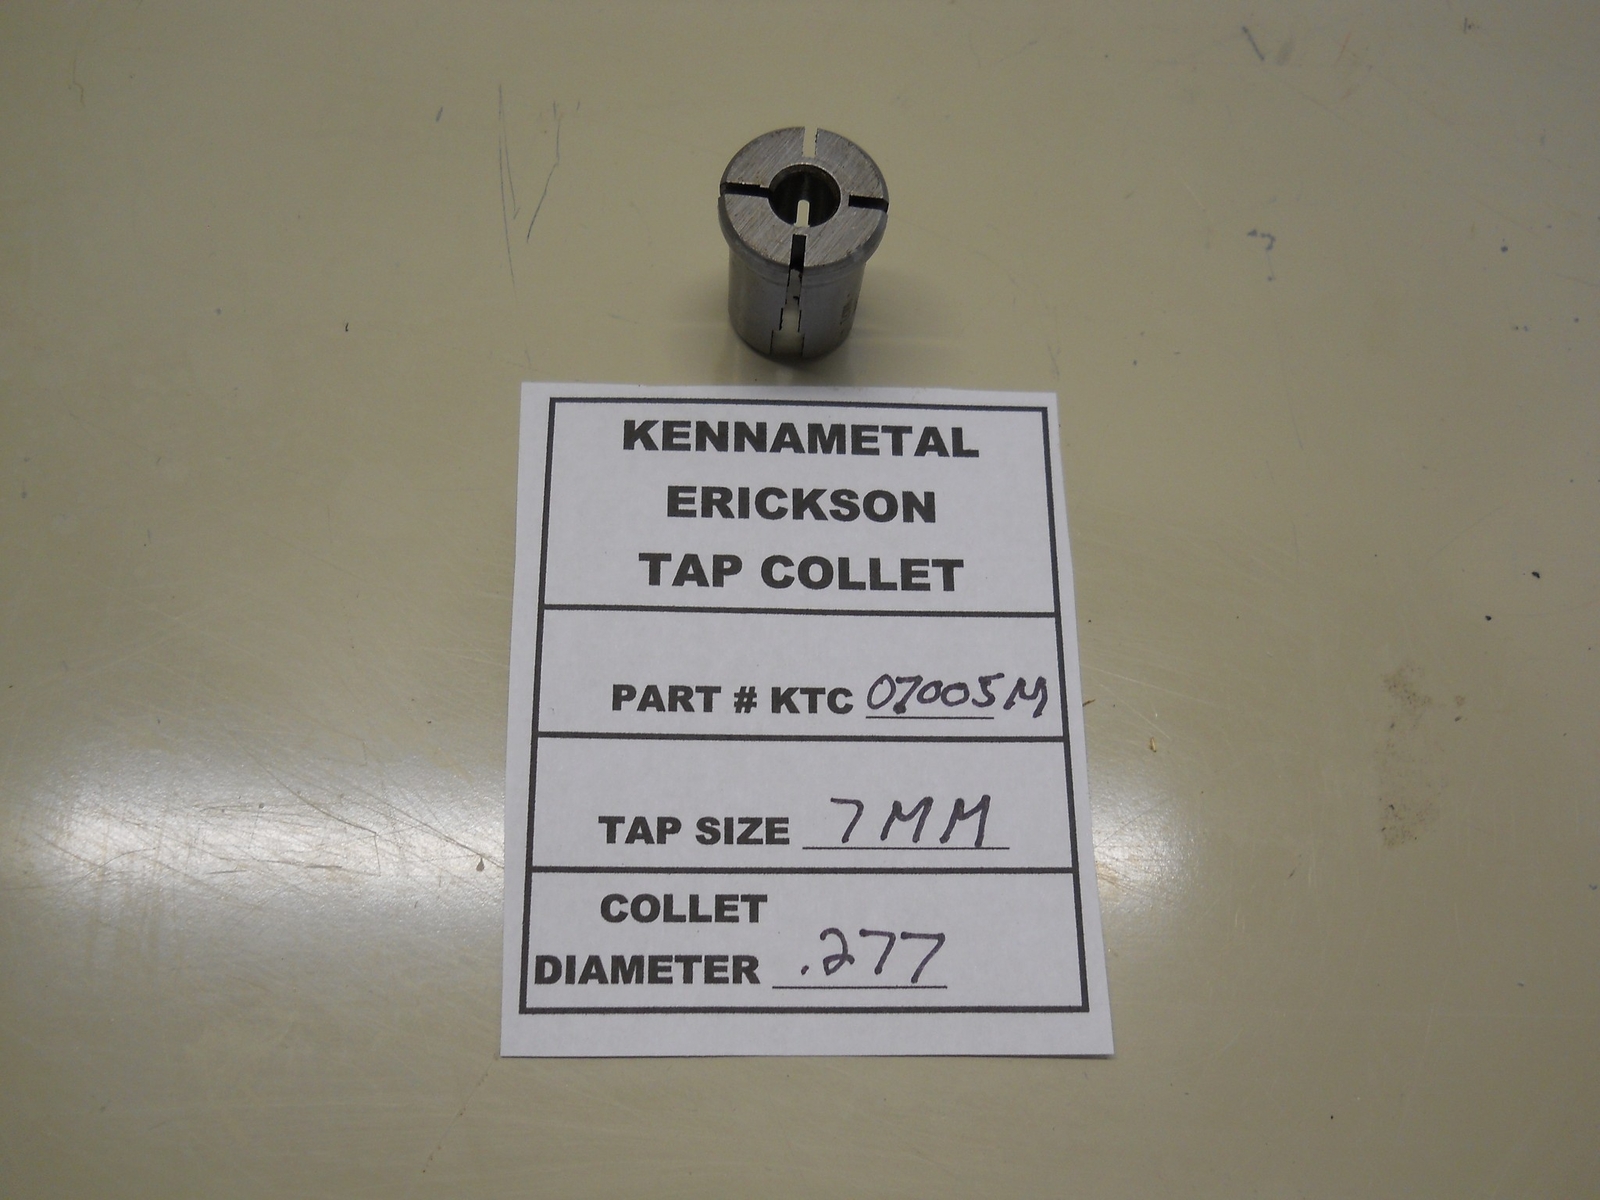 KENNAMETAL
ERICKSON
TAP COLLET
PART # KTC 07005M
TAP SIZE 7MM
COLLET
DIAMETER .277